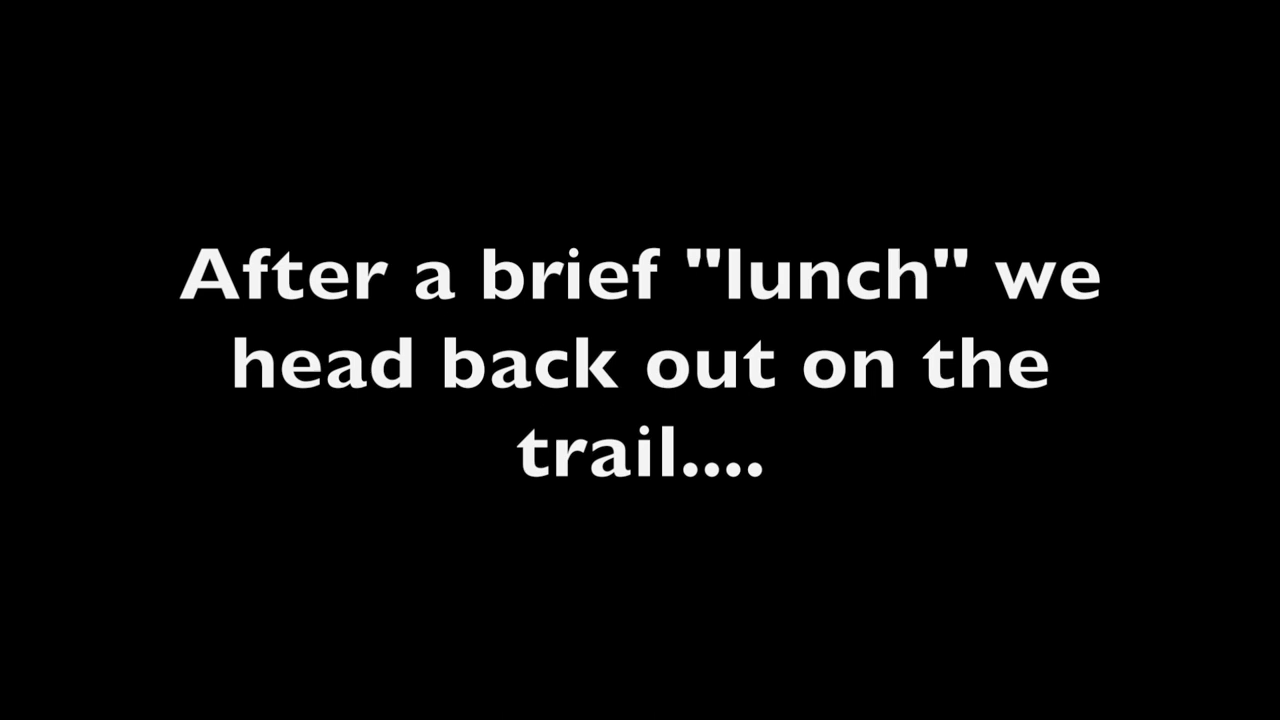 After a brief "lunch" we
head back out on the
trail....